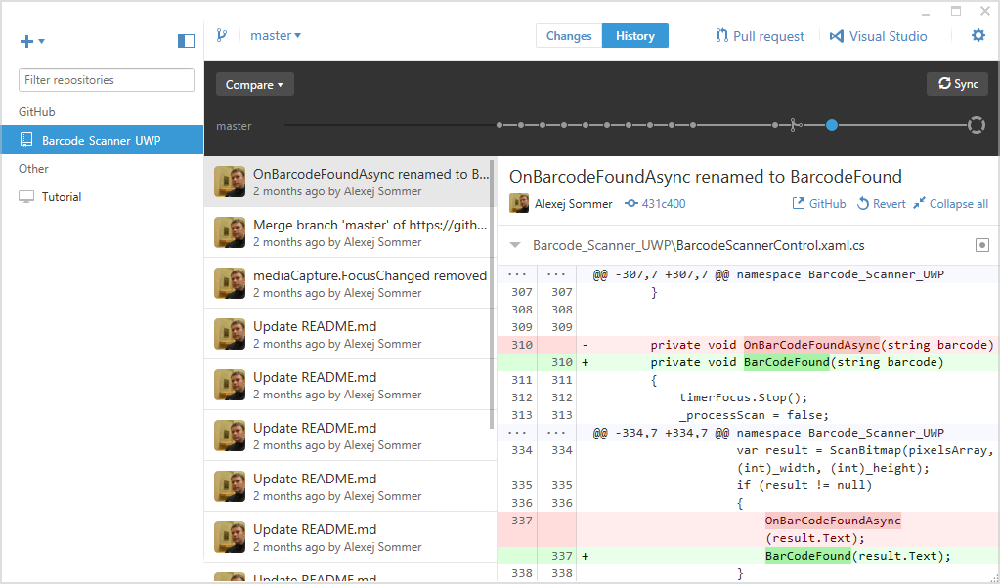 master
Changes
History
Pull request
Visual Studio
Filter repositories
GitHub
Barcode_Scanner_UWP
Other
Tutorial
Compare
Sync
master
OnBarcodeFoundAsync renamed to B...
2 months ago by Alexej Sommer
Merge branch 'master' of https://gith...
2 months ago by Alexej Sommer
mediaCapture.FocusChanged removed
2 months ago by Alexej Sommer
Update README.md
2 months ago by Alexej Sommer
Update README.md
2 months ago by Alexej Sommer
Update README.md
2 months ago by Alexej Sommer
Update README.md
2 months ago by Alexej Sommer
Update README.md
2 months ago by Alexej Sommer
Update README.md
OnBarcodeFoundAsync renamed to BarcodeFound
Alexej Sommer 431c400 GitHub Revert Collapse all
Barcode_Scanner_UWP\BarcodeScannerControl.xaml.cs
... ... @@ -307,7 +307,7 @@ namespace Barcode_Scanner_UWP
307 307 }
308 308
309 309
310 - private void OnBarCodeFoundAsync(string barcode)
310 + private void BarCodeFound(string barcode)
311 311 {
312 312 timerFocus.Stop();
313 313 _processScan = false;
... ... @@ -334,7 +334,7 @@ namespace Barcode_Scanner_UWP
334 334 var result = ScanBitmap(pixelsArray,
(int)_width, (int)_height);
335 335 if (result != null)
336 336 {
337 - OnBarCodeFoundAsync
(result.Text);
337 + BarCodeFound(result.Text);
338 338 }